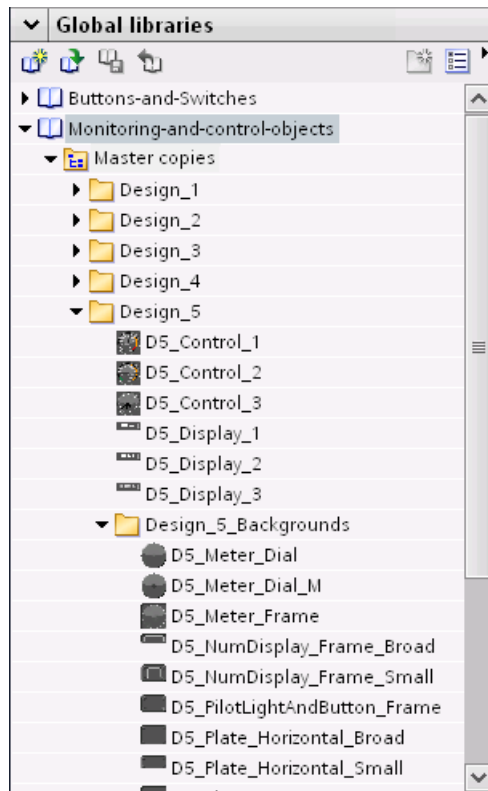 Global libraries
Buttons-and-Switches
Monitoring-and-control-objects
Master copies
Design_1
Design_2
Design_3
Design_4
Design_5
D5_Control_1
D5_Control_2
D5_Control_3
D5_Display_1
D5_Display_2
D5_Display_3
Design_5_Backgrounds
D5_Meter_Dial
D5_Meter_Dial_M
D5_Meter_Frame
D5_NumDisplay_Frame_Broad
D5_NumDisplay_Frame_Small
D5_PilotLightAndButton_Frame
D5_Plate_Horizontal_Broad
D5_Plate_Horizontal_Small